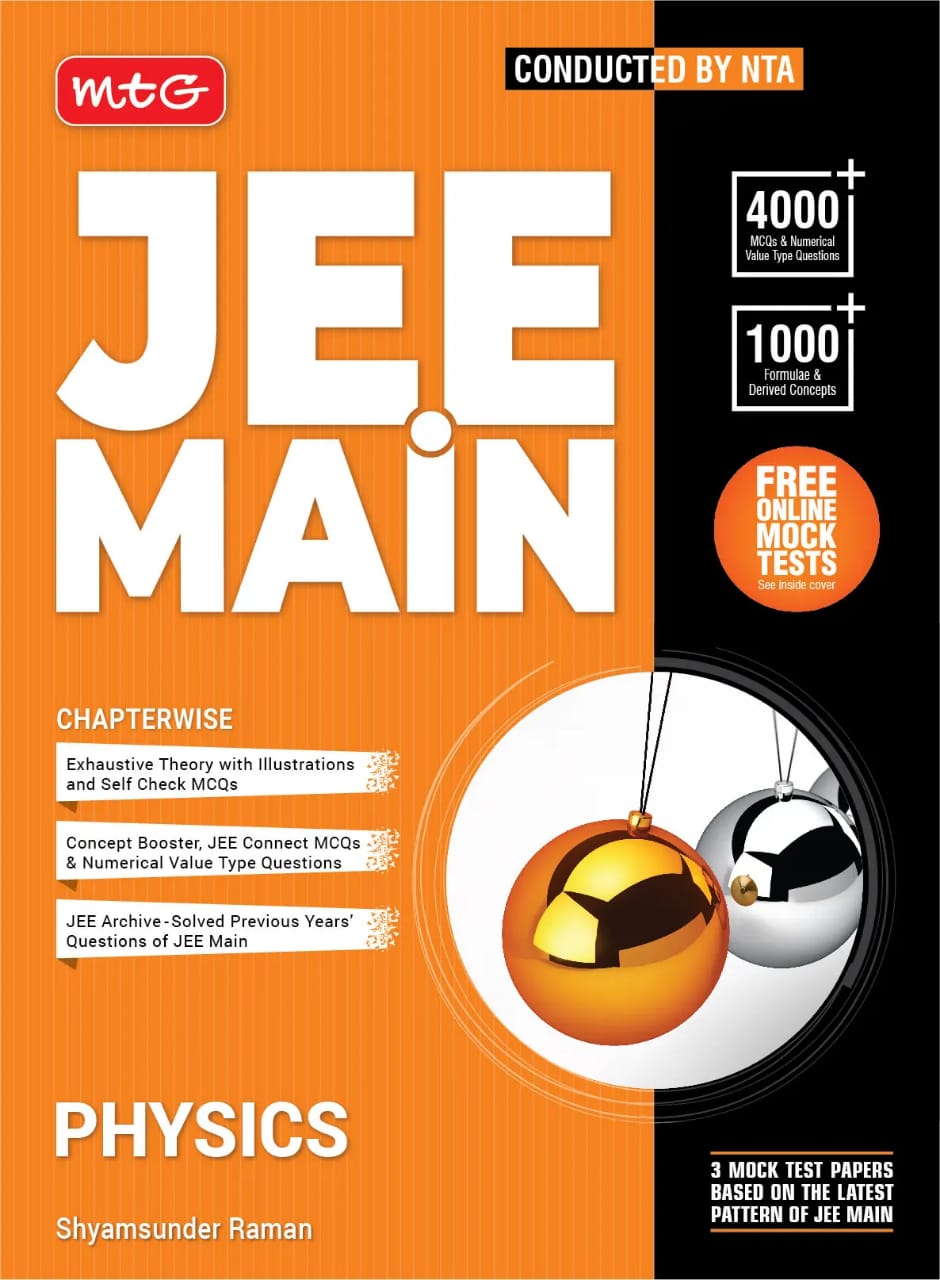 mtG
CONDUCTED BY NTA
JEE
MAiN
4000+
MCQs & Numerical
Value Type Questions
1000+
Formulae &
Derived Concepts
FREE
ONLINE
MOCK
TESTS
See inside cover
CHAPTERWISE
Exhaustive Theory with Illustrations
and Self Check MCQs
Concept Booster, JEE Connect MCQs
& Numerical Value Type Questions
JEE Archive-Solved Previous Years’
Questions of JEE Main
PHYSICS
Shyamsunder Raman
3 MOCK TEST PAPERS
BASED ON THE LATEST
PATTERN OF JEE MAIN